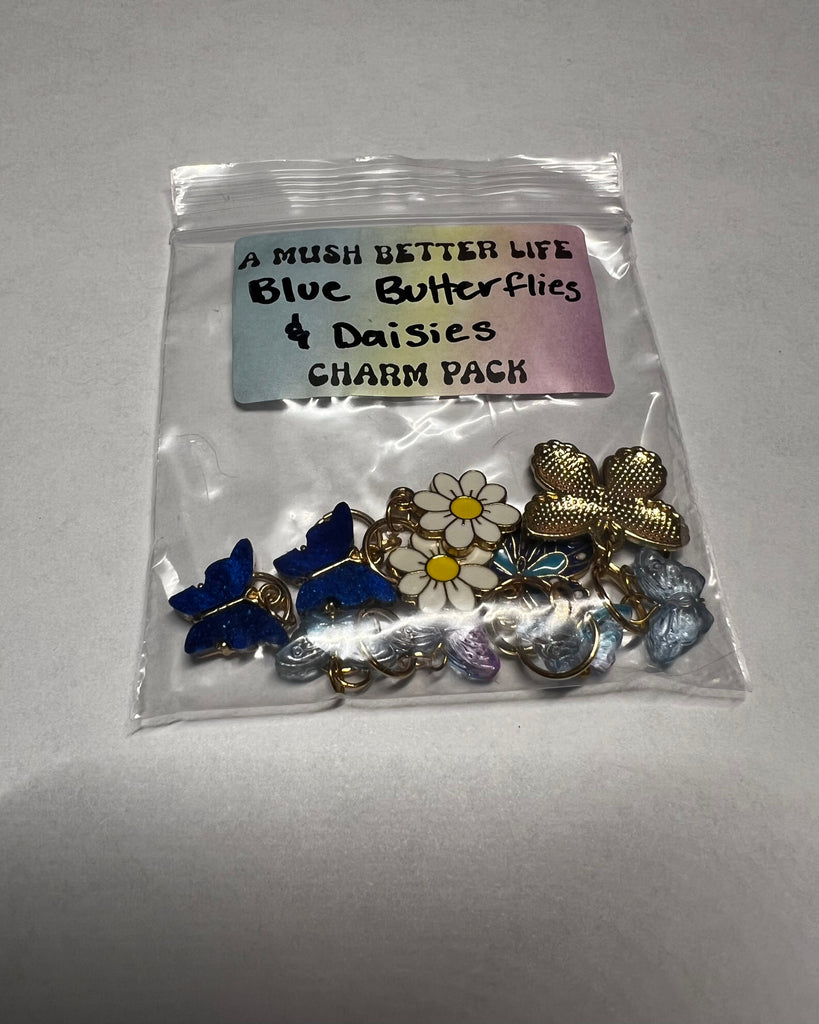 A MUSH BETTER LIFE
Blue Butterflies
& Daisies
CHARM PACK